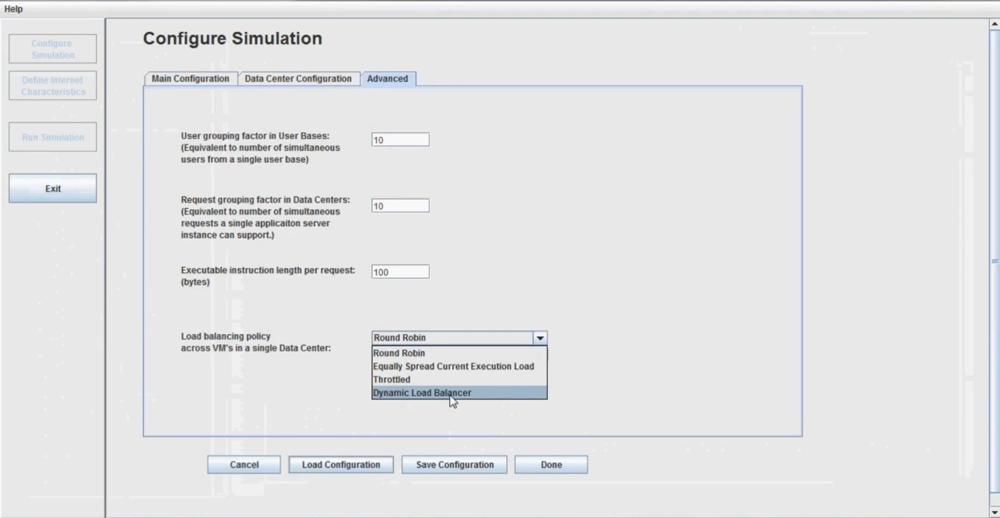 Help
Configure
Simulation
Define Internet
Characteristics
Run Simulation
Exit
Configure Simulation
Main Configuration
Data Center Configuration
Advanced
User grouping factor in User Bases:
(Equivalent to number of simultaneous
users from a single user base)
10
Request grouping factor in Data Centers:
(Equivalent to number of simultaneous
requests a single applicaiton server
instance can support.)
10
Executable instruction length per request:
(bytes)
100
Load balancing policy
across VM's in a single Data Center:
Round Robin
Round Robin
Equally Spread Current Execution Load
Throttled
Dynamic Load Balancer
Cancel
Load Configuration
Save Configuration
Done